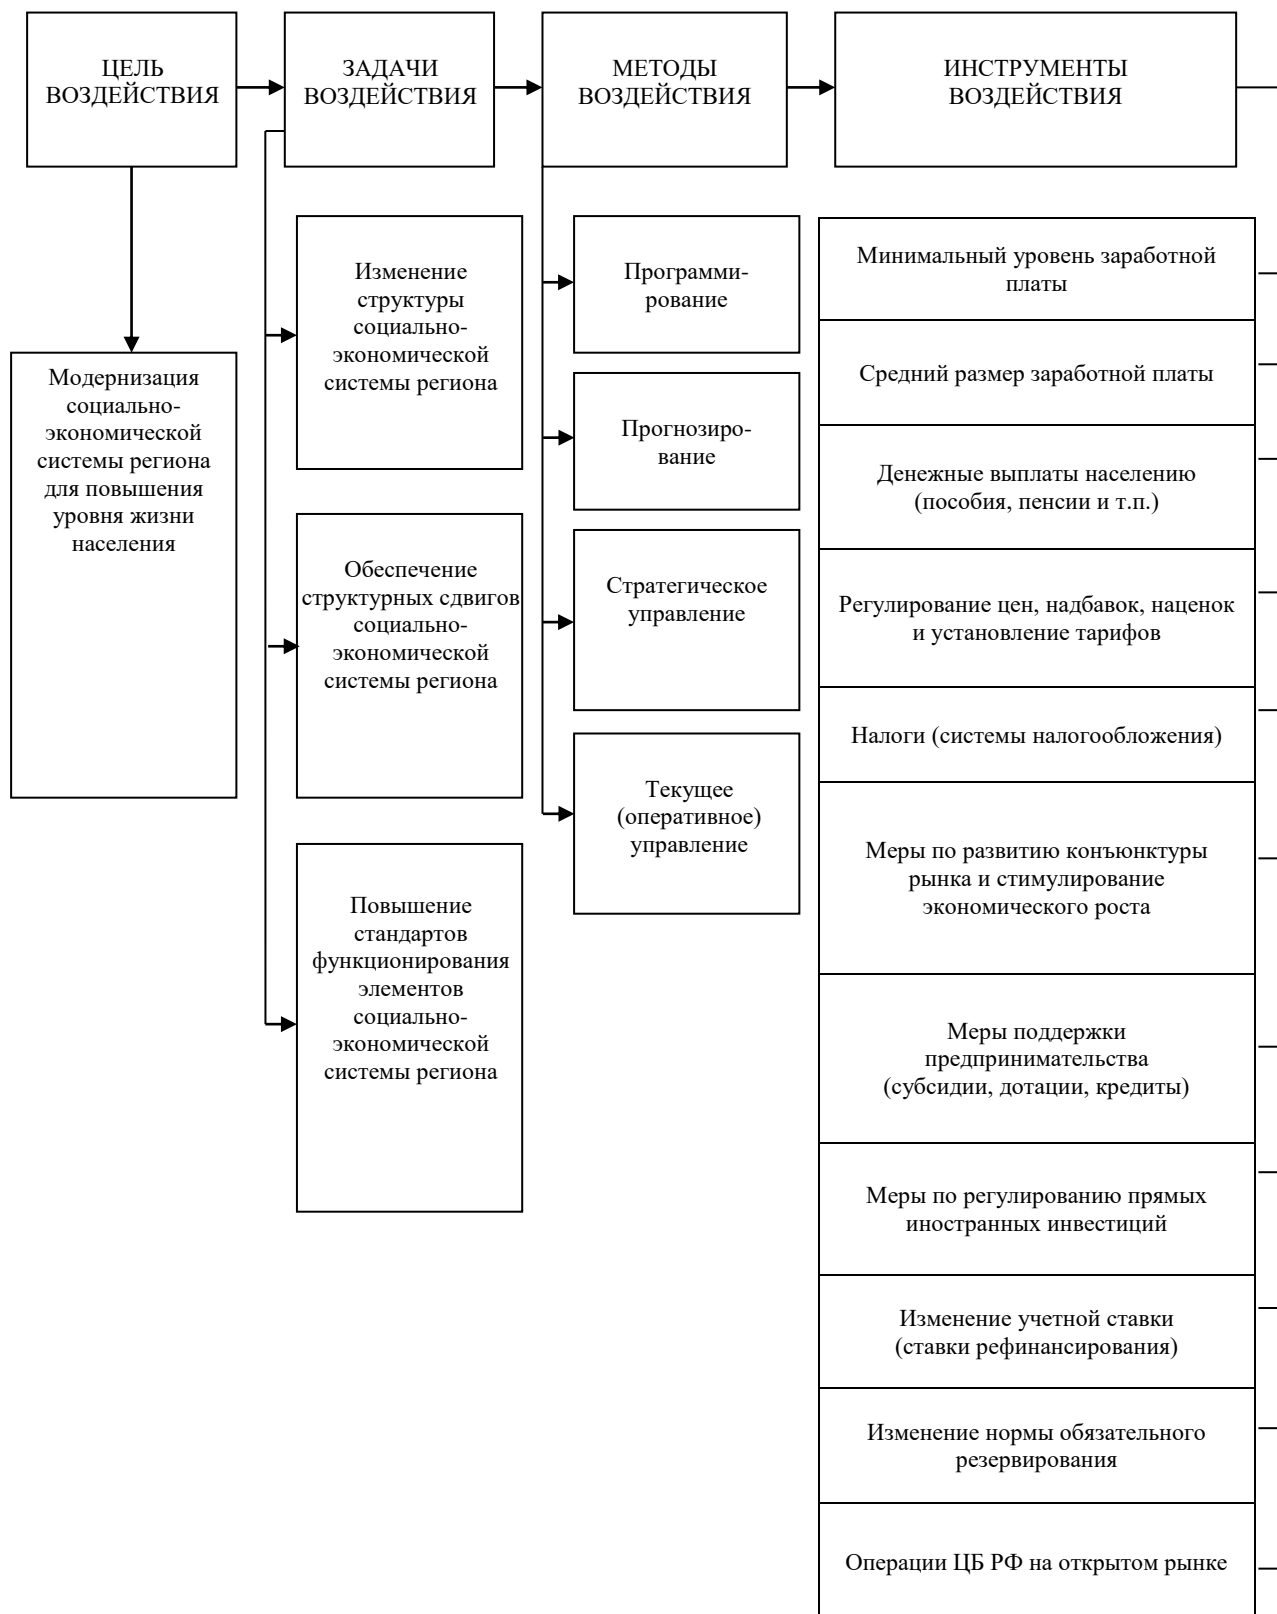 ЦЕЛЬ
ВОЗДЕЙСТВИЯ
ЗАДАЧИ
ВОЗДЕЙСТВИЯ
МЕТОДЫ
ВОЗДЕЙСТВИЯ
ИНСТРУМЕНТЫ
ВОЗДЕЙСТВИЯ
Модернизация
социально-
экономической
системы региона
для повышения
уровня жизни
населения
Изменение
структуры
социально-
экономической
системы региона
Обеспечение
структурных сдвигов
социально-
экономической
системы региона
Повышение
стандартов
функционирования
элементов
социально-
экономической
системы региона
Программи-
рование
Прогнозиро-
вание
Стратегическое
управление
Текущее
(оперативное)
управление
Минимальный уровень заработной
платы
Средний размер заработной платы
Денежные выплаты населению
(пособия, пенсии и т.п.)
Регулирование цен, надбавок, наценок
и установление тарифов
Налоги (системы налогообложения)
Меры по развитию конъюнктуры
рынка и стимулирование
экономического роста
Меры поддержки
предпринимательства
(субсидии, дотации, кредиты)
Меры по регулированию прямых
иностранных инвестиций
Изменение учетной ставки
(ставки рефинансирования)
Изменение нормы обязательного
резервирования
Операции ЦБ РФ на открытом рынке